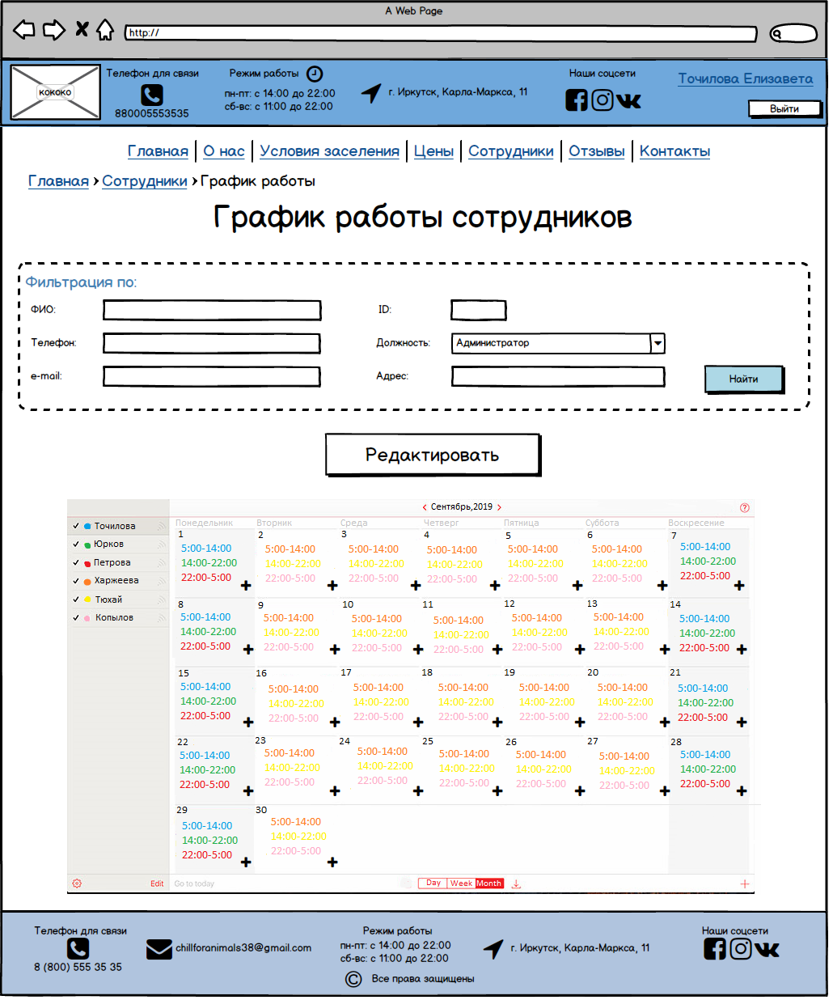 A Web Page
http://
кококо
Телефон для связи
880005553535
Режим работы
пн-пт: с 14:00 до 22:00
сб-вс: с 11:00 до 22:00
г. Иркутск, Карла-Маркса, 11
Наши соцсети
Точилова Елизавета
Выйти
Главная О нас Условия заселения Цены Сотрудники Отзывы Контакты
Главная › Сотрудники › График работы
График работы сотрудников
Фильтрация по:
ФИО: ID:
Телефон: Должность: Администратор
e-mail: Адрес: Найти
Редактировать
< Сентябрь,2019 >
Точилова
Юрков
Петрова
Харжеева
Тюхай
Копылов
Понедельник Вторник Среда Четверг Пятница Суббота Воскресение
1 2 3 4 5 6 7
5:00-14:00 5:00-14:00 5:00-14:00 5:00-14:00 5:00-14:00 5:00-14:00 5:00-14:00
14:00-22:00 14:00-22:00 14:00-22:00 14:00-22:00 14:00-22:00 14:00-22:00 14:00-22:00
22:00-5:00 22:00-5:00 22:00-5:00 22:00-5:00 22:00-5:00 22:00-5:00 22:00-5:00
8 9 10 11 12 13 14
5:00-14:00 5:00-14:00 5:00-14:00 5:00-14:00 5:00-14:00 5:00-14:00 5:00-14:00
14:00-22:00 14:00-22:00 14:00-22:00 14:00-22:00 14:00-22:00 14:00-22:00 14:00-22:00
22:00-5:00 22:00-5:00 22:00-5:00 22:00-5:00 22:00-5:00 22:00-5:00 22:00-5:00
15 16 17 18 19 20 21
5:00-14:00 5:00-14:00 5:00-14:00 5:00-14:00 5:00-14:00 5:00-14:00 5:00-14:00
14:00-22:00 14:00-22:00 14:00-22:00 14:00-22:00 14:00-22:00 14:00-22:00 14:00-22:00
22:00-5:00 22:00-5:00 22:00-5:00 22:00-5:00 22:00-5:00 22:00-5:00 22:00-5:00
22 23 24 25 26 27 28
5:00-14:00 5:00-14:00 5:00-14:00 5:00-14:00 5:00-14:00 5:00-14:00 5:00-14:00
14:00-22:00 14:00-22:00 14:00-22:00 14:00-22:00 14:00-22:00 14:00-22:00 14:00-22:00
22:00-5:00 22:00-5:00 22:00-5:00 22:00-5:00 22:00-5:00 22:00-5:00 22:00-5:00
29 30
5:00-14:00 5:00-14:00
14:00-22:00 14:00-22:00
22:00-5:00 22:00-5:00
Edit Go to today Day Week Month
Телефон для связи
8 (800) 555 35 35
chillforanimals38@gmail.com
Режим работы
пн-пт: с 14:00 до 22:00
сб-вс: с 11:00 до 22:00
г. Иркутск, Карла-Маркса, 11
Наши соцсети
© Все права защищены